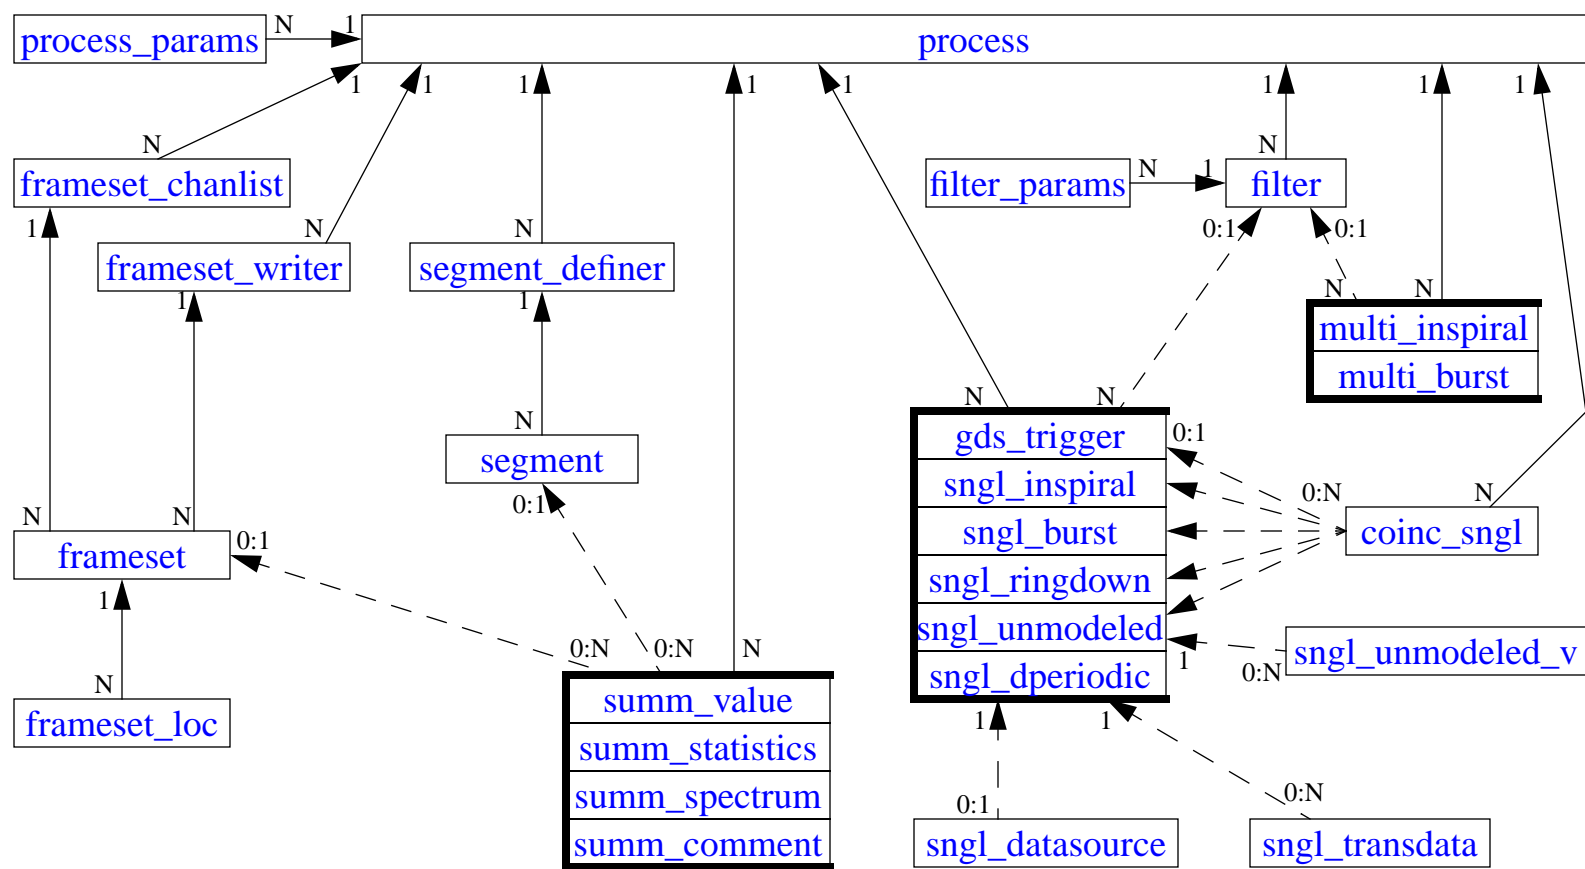 process_params N 1 process
1 1 1 1 1 1 1 1
N N
frameset_chanlist filter_params N 1 filter
1 N N 0:1 0:1
frameset_writer segment_definer
1 1 N N
multi_inspiral
multi_burst
N N N
gds_trigger 0:1
segment sngl_inspiral
0:1 0:N N
N N sngl_burst coinc_sngl
frameset 0:1
sngl_ringdown
1 sngl_unmodeled
0:N 0:N N 1 0:N sngl_unmodeled_v
N sngl_dperiodic
frameset_loc summ_value 1 1
summ_statistics
summ_spectrum 0:1 0:N
summ_comment sngl_datasource sngl_transdata